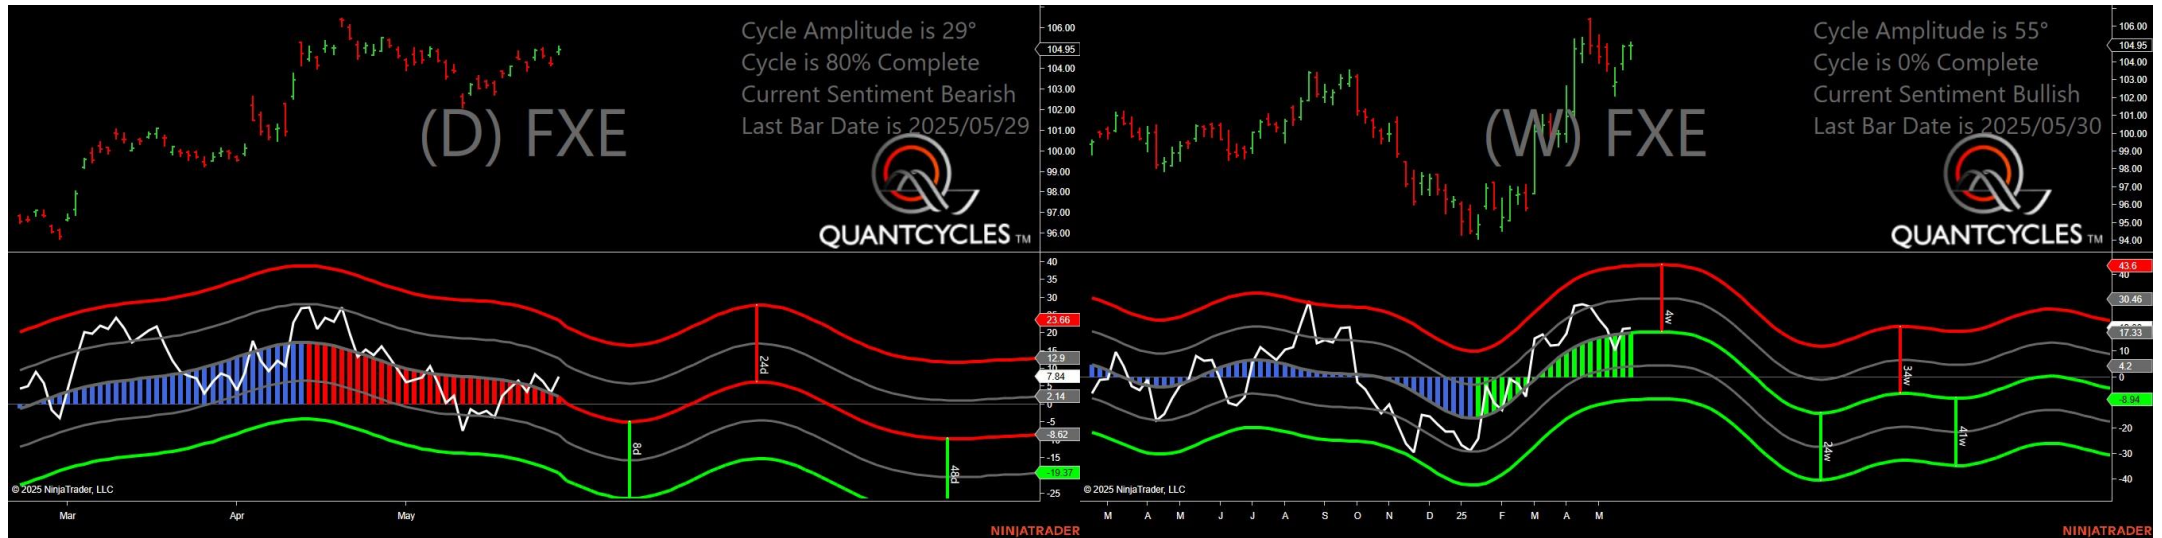 Cycle Amplitude is 29°
Cycle is 80% Complete
Current Sentiment Bearish
Last Bar Date is 2025/05/29
(D) FXE
QUANTCYCLES TM
106.00
104.95
104.00
103.00
102.00
101.00
100.00
99.00
98.00
97.00
96.00
40
35
30
23.66
20
15
12.9
10
7.84
2.14
0
-5
-8.62
-15
-19.37
-25
24d
8d
48d
© 2025 NinjaTrader, LLC
Mar Apr May
NINJATRADER
Cycle Amplitude is 55°
Cycle is 0% Complete
Current Sentiment Bullish
Last Bar Date is 2025/05/30
(W) FXE
QUANTCYCLES TM
106.00
104.95
104.00
103.00
102.00
101.00
100.00
99.00
98.00
97.00
96.00
95.00
94.00
43.6
40
30.46
17.33
10
4.2
0
-8.94
-20
-30
-40
4w
34w
24w
41w
© 2025 NinjaTrader, LLC
M A M J J A S O N D 25 F M A M
NINJATRADER